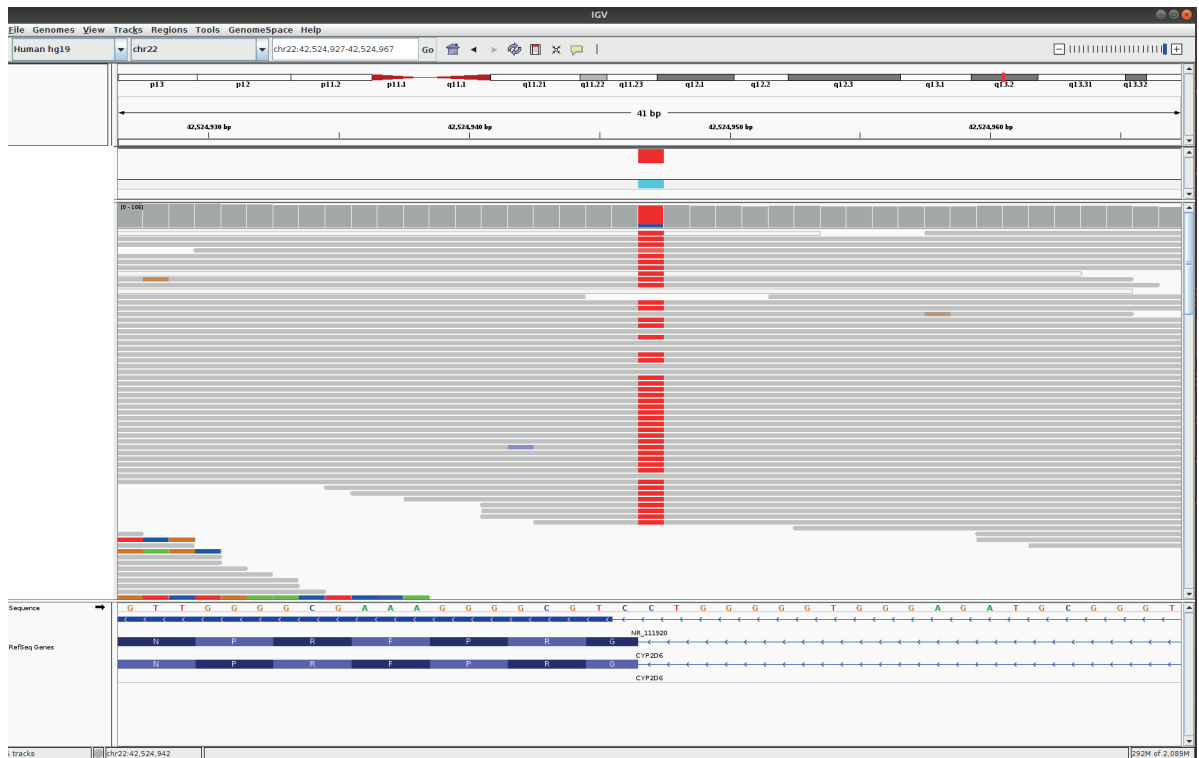 IGV
File Genomes View Tracks Regions Tools GenomeSpace Help
Human hg19 chr22 chr22:42,524,927-42,524,967 Go
p13 p12 p11.2 p11.1 q11.1 q11.21 q11.22 q11.23 q12.1 q12.2 q12.3 q13.1 q13.2 q13.31 q13.32
41 bp
42,524,930 bp 42,524,940 bp 42,524,950 bp 42,524,960 bp
[0 - 106]
Sequence G T T G G G G C G A A A G G G G C G T C C T G G G G G T G G G A G A T G C G G G T
NR_111920
RefSeq Genes
N P R F P R G
CYP2D6
N P R F P R G
CYP2D6
tracks chr22:42,524,942 292M of 2,089M